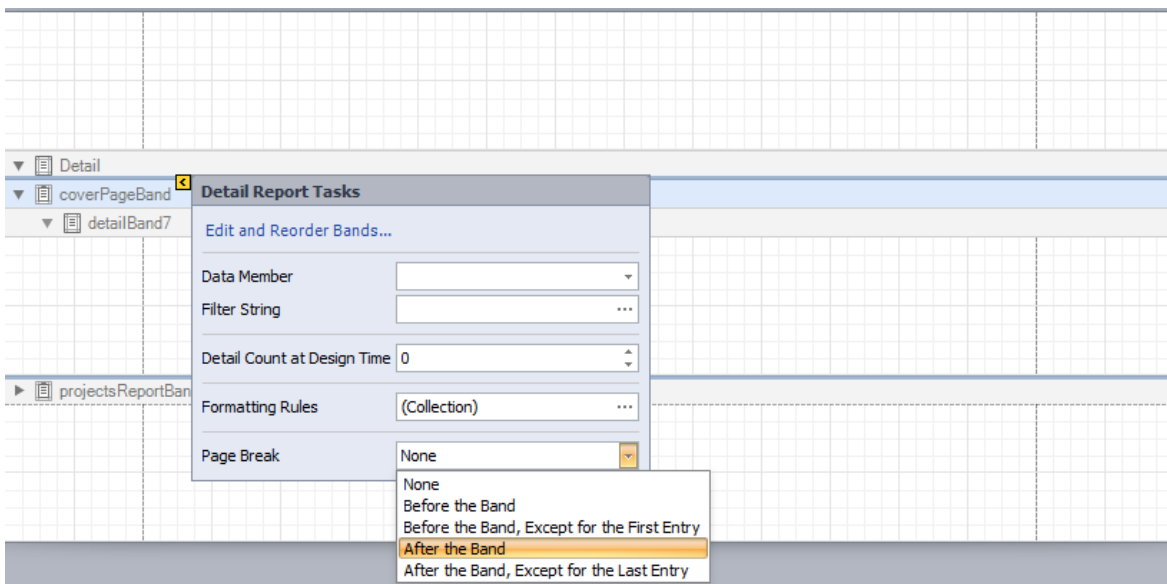 Detail
coverPageBand
Detail Report Tasks
detailBand7
Edit and Reorder Bands...
Data Member
Filter String ...
Detail Count at Design Time 0
projectsReportBan
Formatting Rules (Collection) ...
Page Break None
None
Before the Band
Before the Band, Except for the First Entry
After the Band
After the Band, Except for the Last Entry